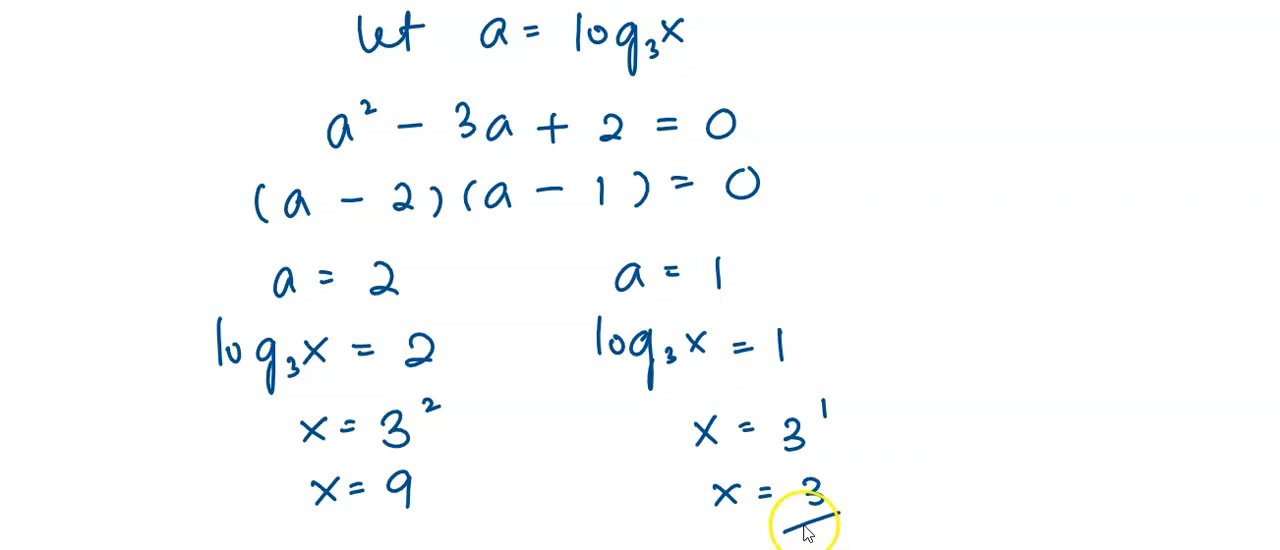 let a = log₃x
a² - 3a + 2 = 0
(a - 2)(a - 1) = 0
a = 2 a = 1
log₃x = 2 log₃x = 1
x = 3² x = 3¹
x = 9 x = 3